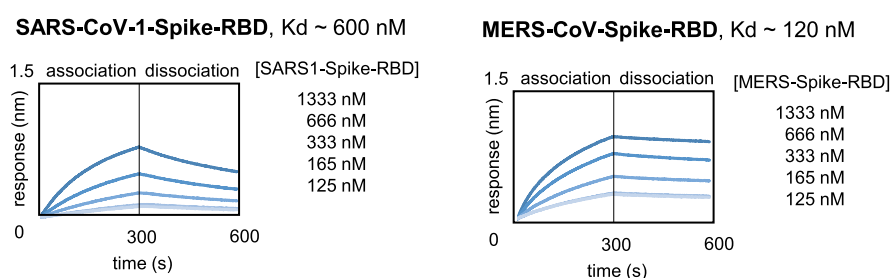 SARS-CoV-1-Spike-RBD, Kd ~ 600 nM
1.5 association dissociation [SARS1-Spike-RBD]
response (nm)
1333 nM
666 nM
333 nM
165 nM
125 nM
0 300 600
time (s)
MERS-CoV-Spike-RBD, Kd ~ 120 nM
1.5 association dissociation [MERS-Spike-RBD]
response (nm)
1333 nM
666 nM
333 nM
165 nM
125 nM
0 300 600
time (s)